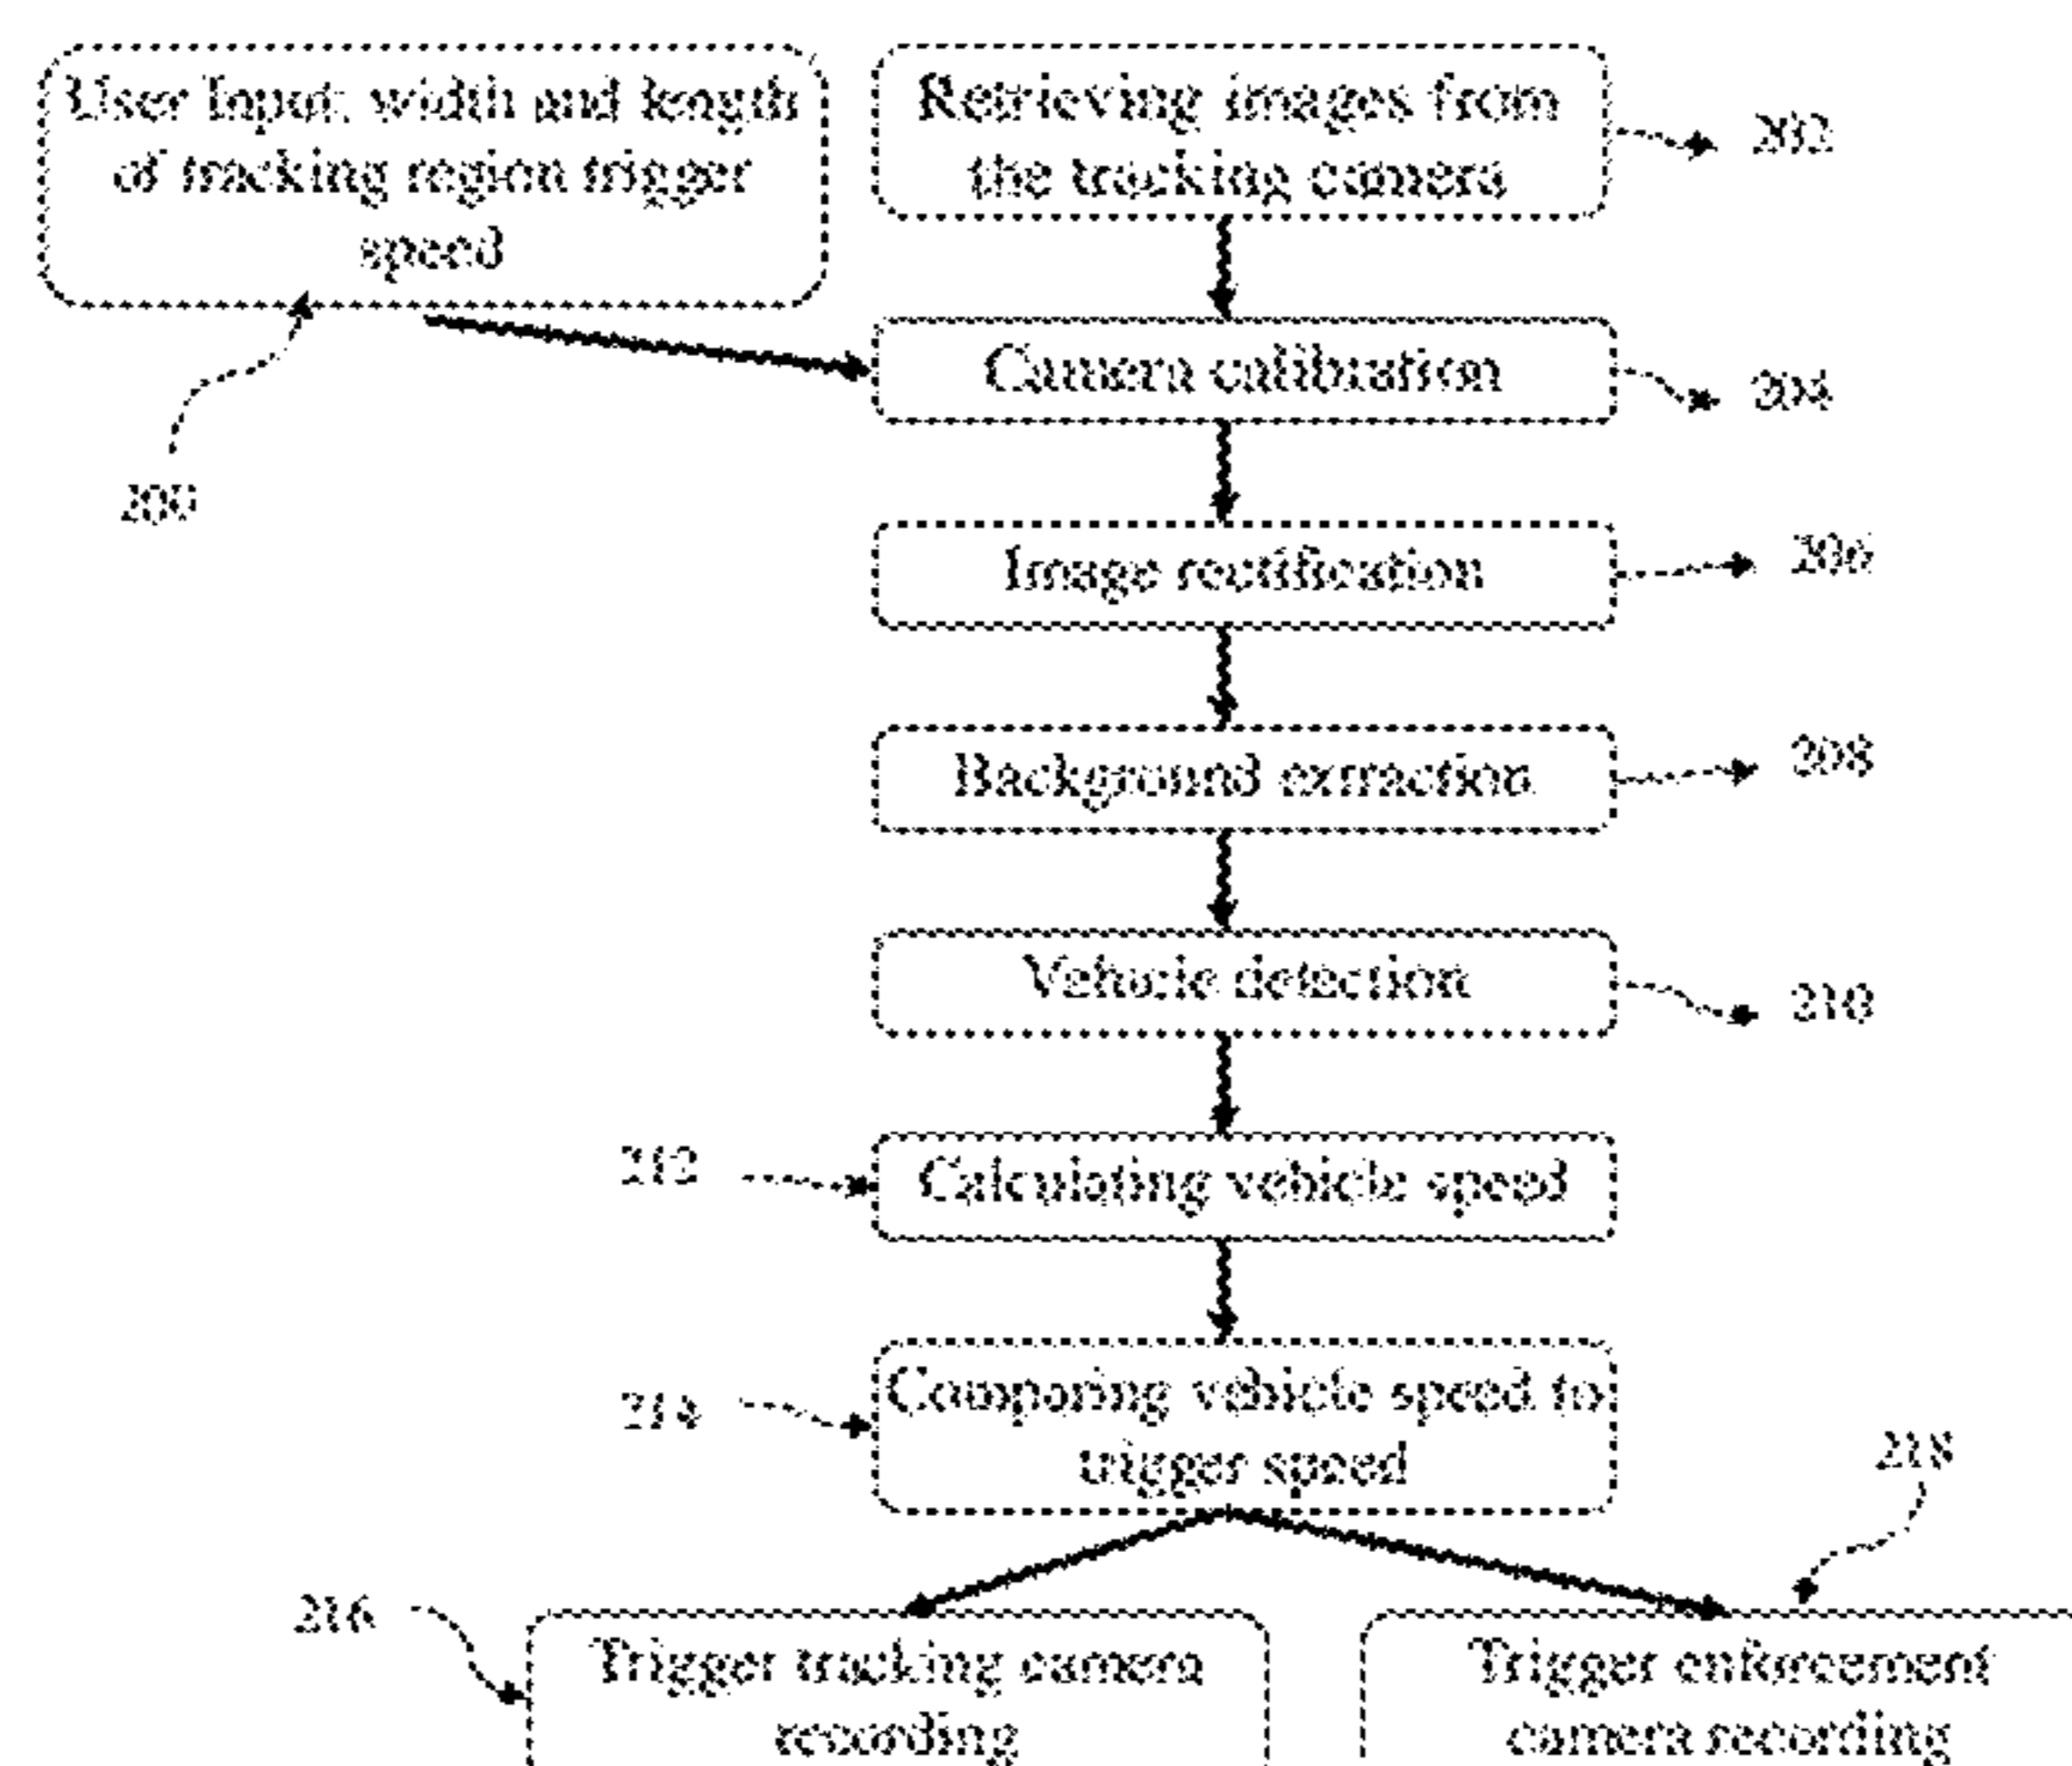 User Input: width and length
of tracking region trigger
speed
200
Retrieving images from
the tracking camera
202
Camera calibration
204
Image rectification
206
Background extraction
208
Vehicle detection
210
212
Calculating vehicle speed
214
Comparing vehicle speed to
trigger speed
216
Trigger tracking camera
recording
218
Trigger enforcement
camera recording